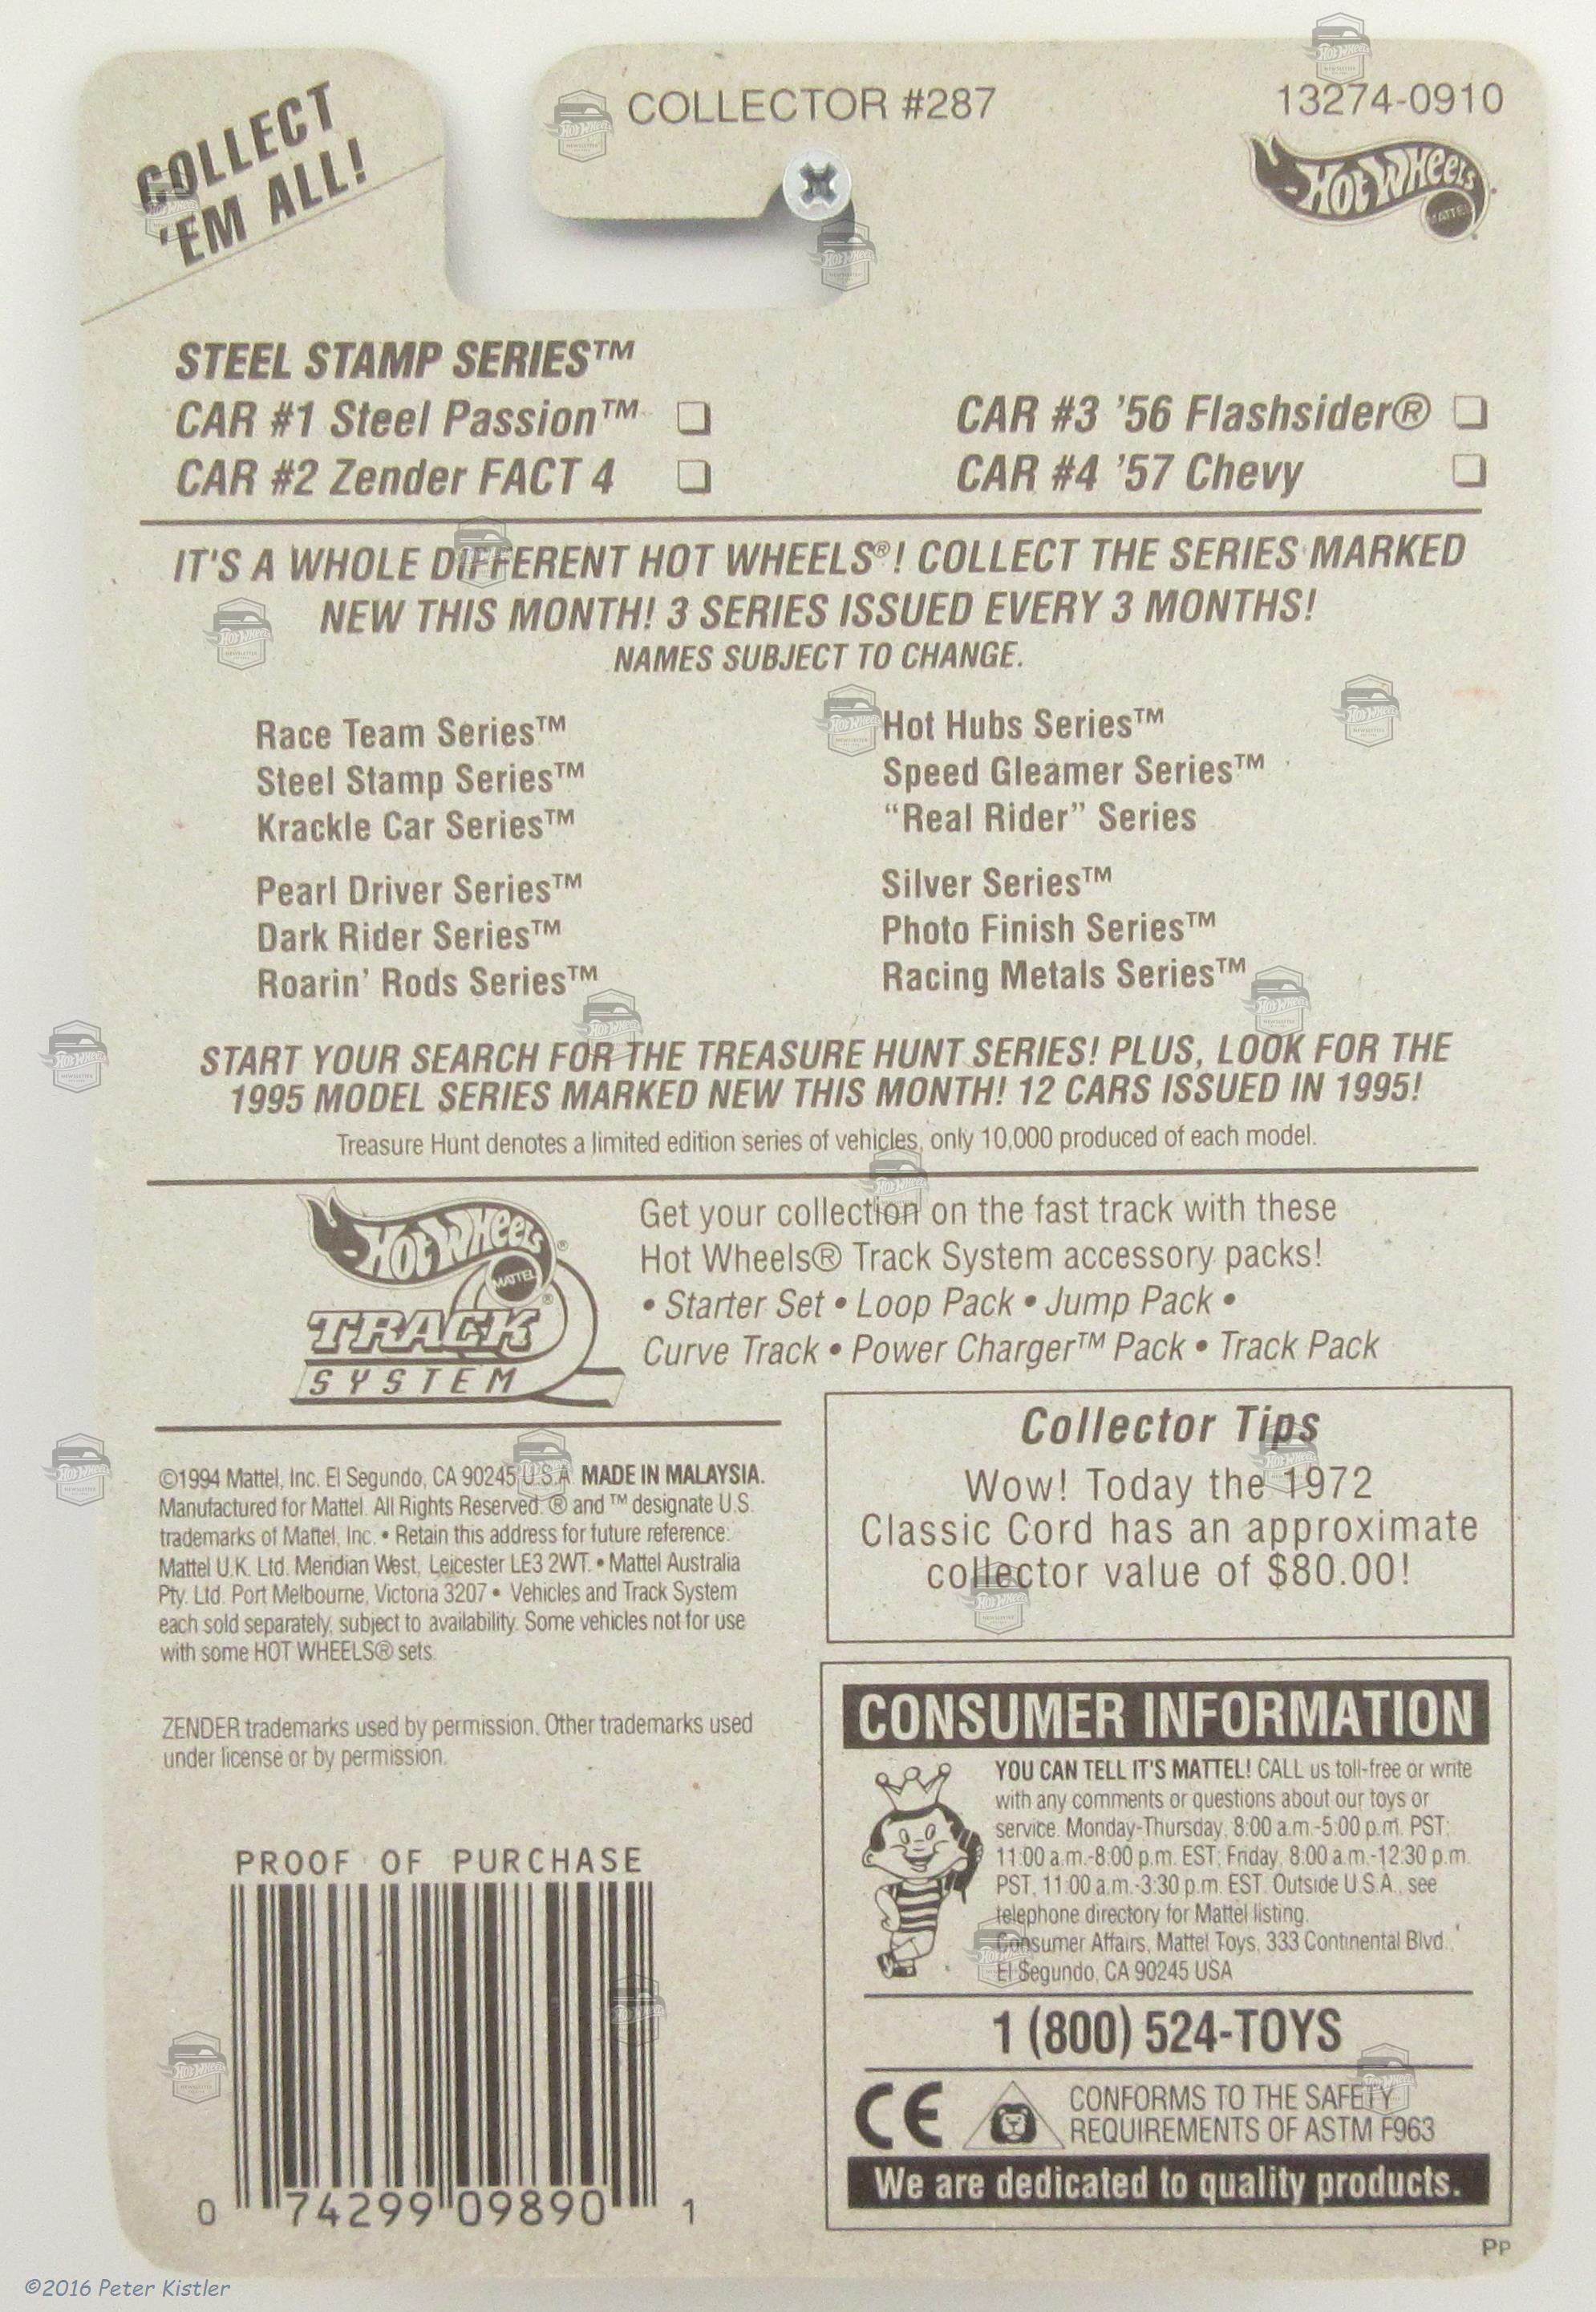 COLLECT
'EM ALL!
COLLECTOR #287
13274-0910
HOT WHEELS
MATTEL
STEEL STAMP SERIES™
CAR #1 Steel Passion™ ❏
CAR #2 Zender FACT 4 ❏
CAR #3 '56 Flashsider® ❏
CAR #4 '57 Chevy ❏
IT'S A WHOLE DIFFERENT HOT WHEELS®! COLLECT THE SERIES MARKED
NEW THIS MONTH! 3 SERIES ISSUED EVERY 3 MONTHS!
NAMES SUBJECT TO CHANGE.
Race Team Series™
Steel Stamp Series™
Krackle Car Series™
Pearl Driver Series™
Dark Rider Series™
Roarin' Rods Series™
Hot Hubs Series™
Speed Gleamer Series™
“Real Rider” Series
Silver Series™
Photo Finish Series™
Racing Metals Series™
START YOUR SEARCH FOR THE TREASURE HUNT SERIES! PLUS, LOOK FOR THE
1995 MODEL SERIES MARKED NEW THIS MONTH! 12 CARS ISSUED IN 1995!
Treasure Hunt denotes a limited edition series of vehicles, only 10,000 produced of each model.
HOT WHEELS®
MATTEL®
TRACK
SYSTEM
Get your collection on the fast track with these
Hot Wheels® Track System accessory packs!
• Starter Set • Loop Pack • Jump Pack •
Curve Track • Power Charger™ Pack • Track Pack
Collector Tips
Wow! Today the 1972
Classic Cord has an approximate
collector value of $80.00!
©1994 Mattel, Inc. El Segundo, CA 90245 U.S.A. MADE IN MALAYSIA.
Manufactured for Mattel. All Rights Reserved. ® and ™ designate U.S.
trademarks of Mattel, Inc. • Retain this address for future reference:
Mattel U.K. Ltd. Meridian West, Leicester LE3 2WT. • Mattel Australia
Pty. Ltd. Port Melbourne, Victoria 3207 • Vehicles and Track System
each sold separately, subject to availability. Some vehicles not for use
with some HOT WHEELS® sets.
ZENDER trademarks used by permission. Other trademarks used
under license or by permission.
PROOF OF PURCHASE
0 74299 09890 1
CONSUMER INFORMATION
YOU CAN TELL IT'S MATTEL! CALL us toll-free or write
with any comments or questions about our toys or
service. Monday-Thursday, 8:00 a.m.-5:00 p.m. PST;
11:00 a.m.-8:00 p.m. EST; Friday, 8:00 a.m.-12:30 p.m.
PST, 11:00 a.m.-3:30 p.m. EST. Outside U.S.A., see
telephone directory for Mattel listing.
Consumer Affairs, Mattel Toys, 333 Continental Blvd.,
El Segundo, CA 90245 USA
1 (800) 524-TOYS
CE
CONFORMS TO THE SAFETY
REQUIREMENTS OF ASTM F963
We are dedicated to quality products.
PP
©2016 Peter Kistler